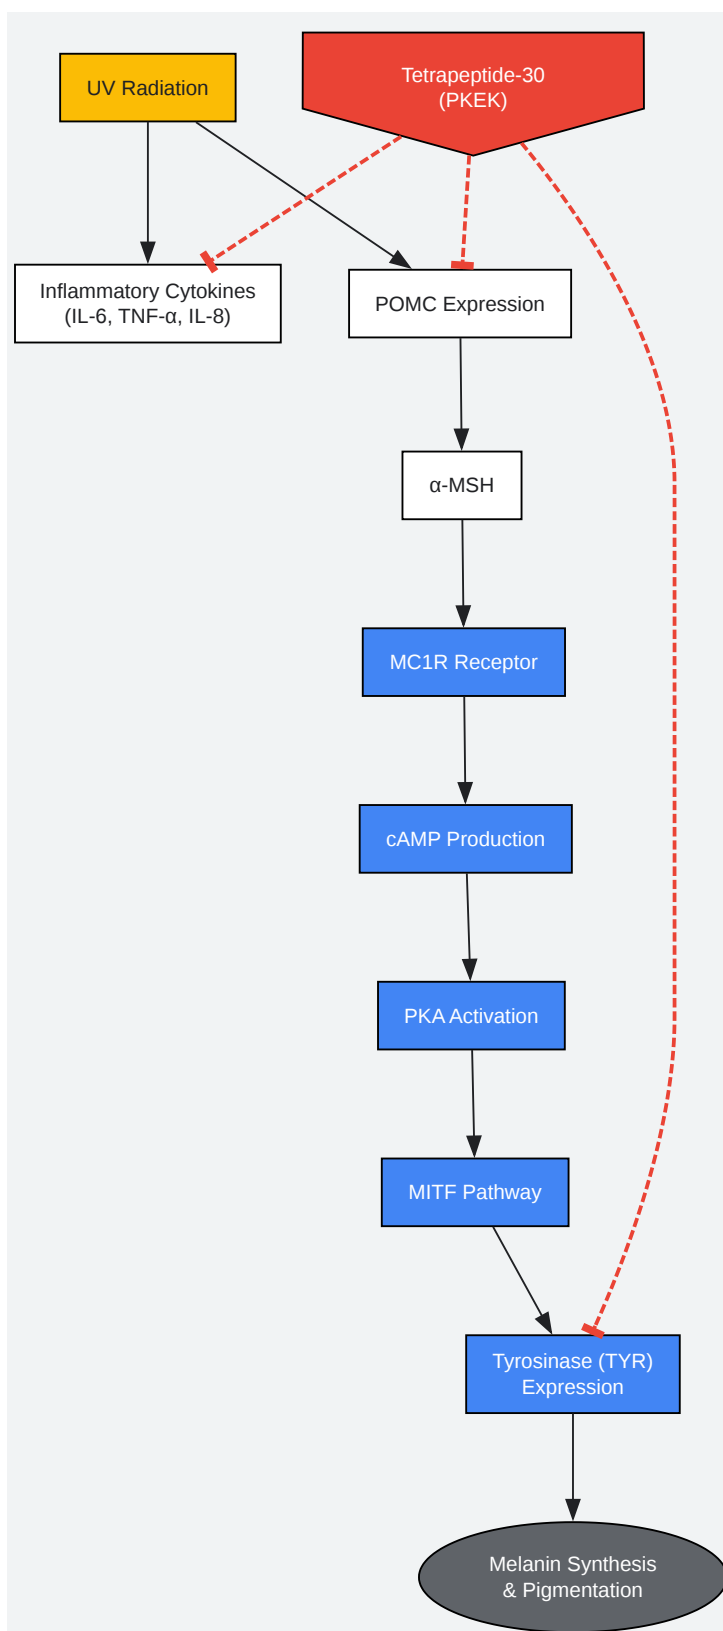 UV Radiation
Tetrapeptide-30
(PKEK)
Inflammatory Cytokines
(IL-6, TNF-α, IL-8)
POMC Expression
α-MSH
MC1R Receptor
cAMP Production
PKA Activation
MITF Pathway
Tyrosinase (TYR)
Expression
Melanin Synthesis
& Pigmentation